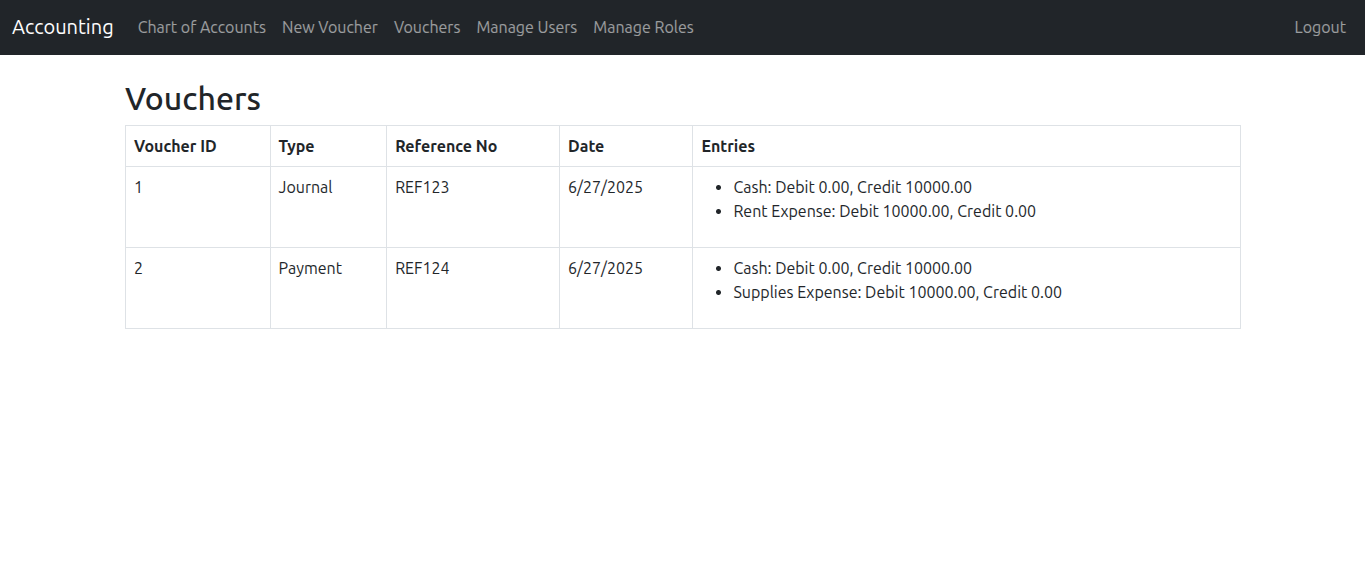 Accounting Chart of Accounts New Voucher Vouchers Manage Users Manage Roles Logout
Vouchers
Voucher ID Type Reference No Date Entries
1 Journal REF123 6/27/2025 • Cash: Debit 0.00, Credit 10000.00
• Rent Expense: Debit 10000.00, Credit 0.00
2 Payment REF124 6/27/2025 • Cash: Debit 0.00, Credit 10000.00
• Supplies Expense: Debit 10000.00, Credit 0.00